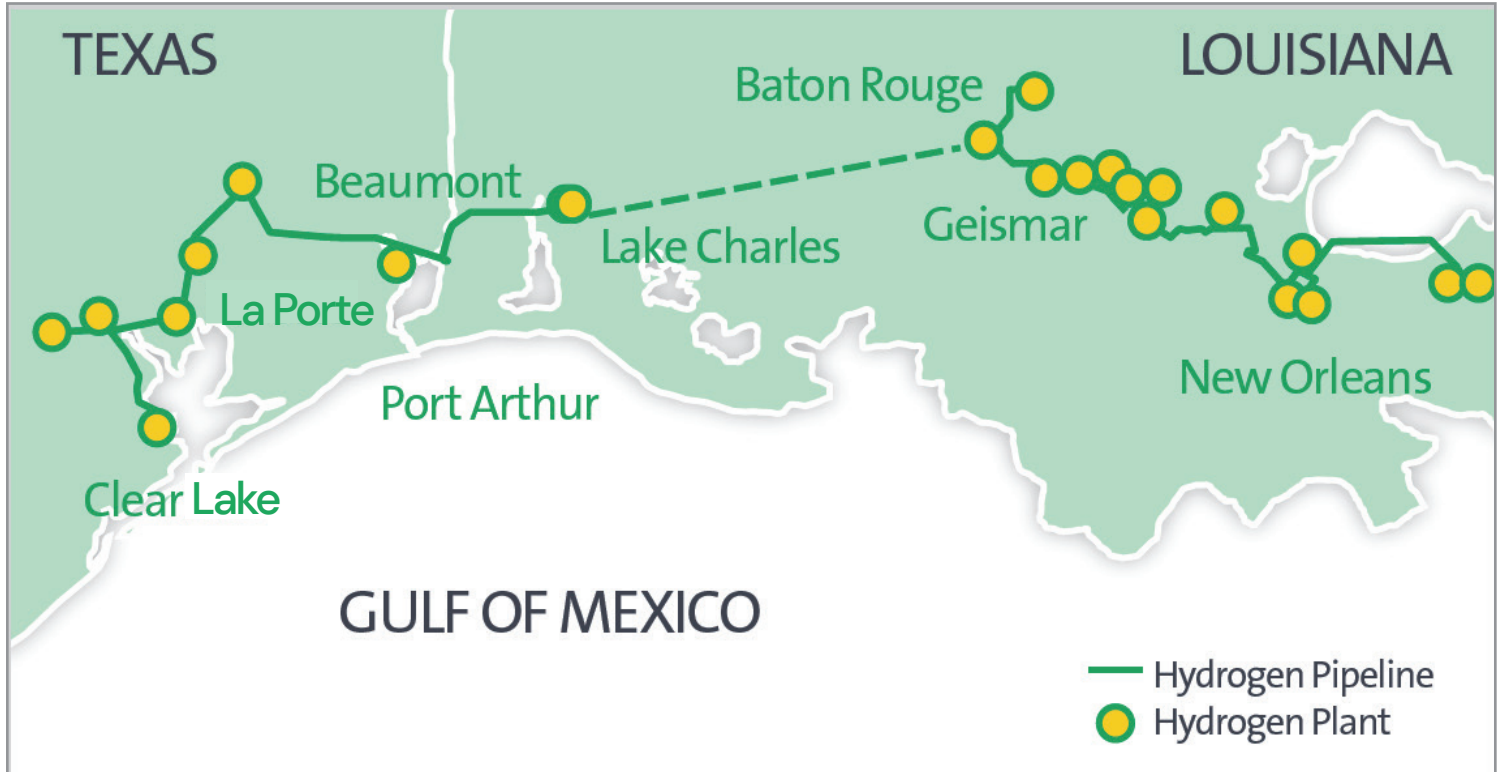 TEXAS
LOUISIANA
Baton Rouge
Beaumont
Geismar
Lake Charles
La Porte
New Orleans
Port Arthur
Clear Lake
GULF OF MEXICO
Hydrogen Pipeline
Hydrogen Plant